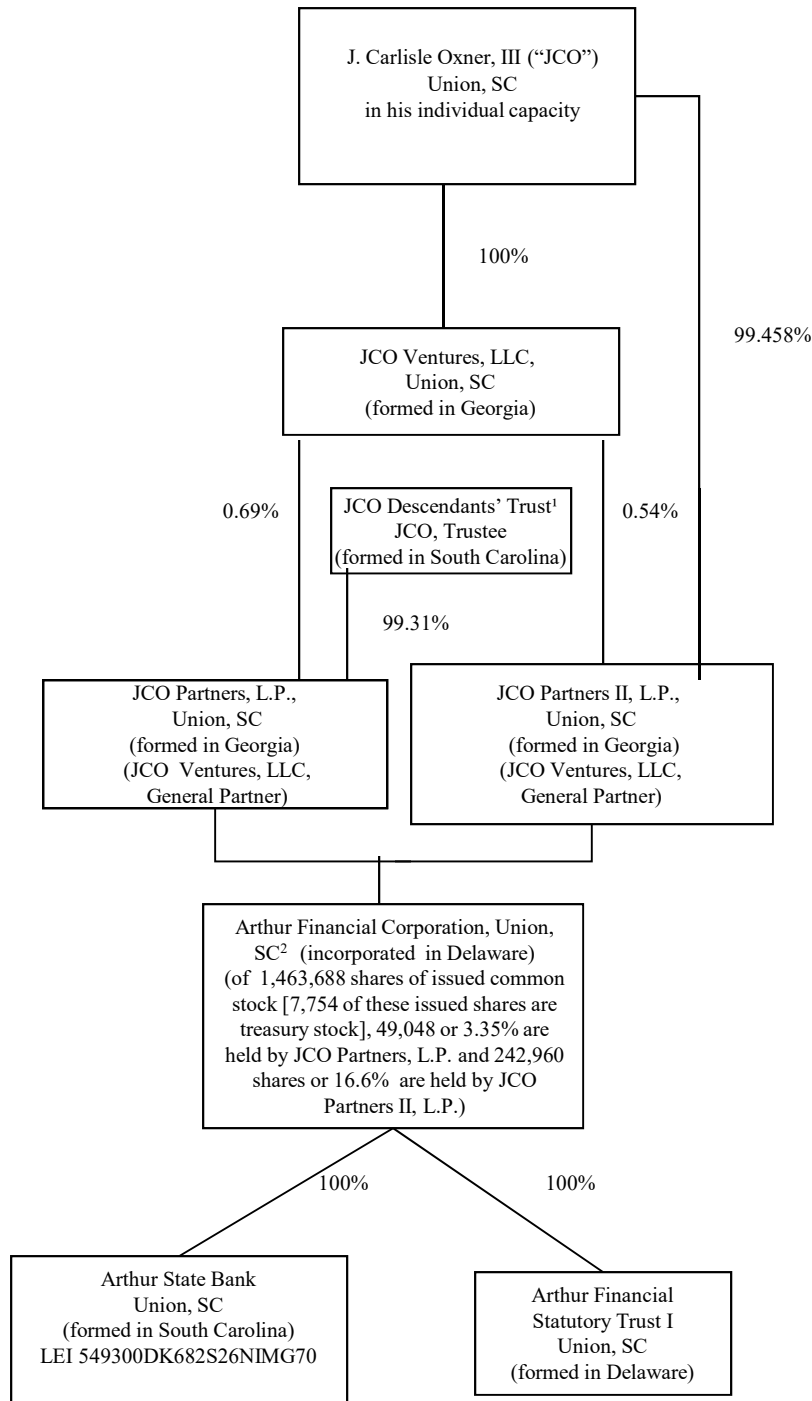 J. Carlisle Oxner, III (“JCO”)
Union, SC
in his individual capacity
100%
99.458%
JCO Ventures, LLC,
Union, SC
(formed in Georgia)
0.69%
JCO Descendants’ Trust¹
JCO, Trustee
(formed in South Carolina)
0.54%
99.31%
JCO Partners, L.P.,
Union, SC
(formed in Georgia)
(JCO Ventures, LLC,
General Partner)
JCO Partners II, L.P.,
Union, SC
(formed in Georgia)
(JCO Ventures, LLC,
General Partner)
Arthur Financial Corporation, Union,
SC² (incorporated in Delaware)
(of 1,463,688 shares of issued common
stock [7,754 of these issued shares are
treasury stock], 49,048 or 3.35% are
held by JCO Partners, L.P. and 242,960
shares or 16.6% are held by JCO
Partners II, L.P.)
100%
100%
Arthur State Bank
Union, SC
(formed in South Carolina)
LEI 549300DK682S26NIMG70
Arthur Financial
Statutory Trust I
Union, SC
(formed in Delaware)